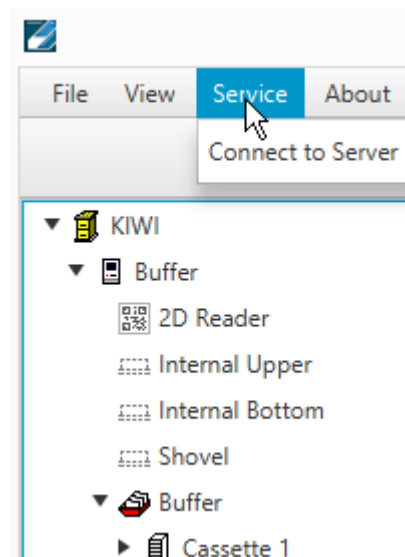 File View Service About
Connect to Server
KIWI
Buffer
2D Reader
Internal Upper
Internal Bottom
Shovel
Buffer
Cassette 1